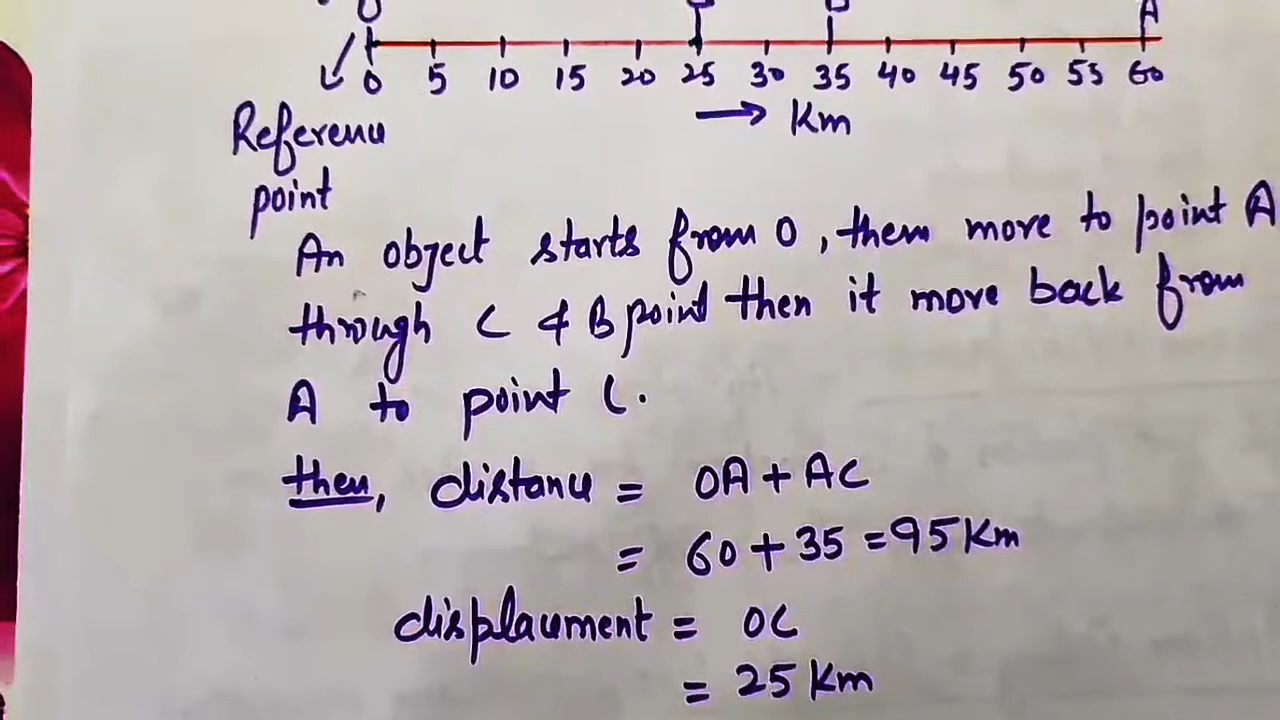 0 5 10 15 20 25 30 35 40 45 50 55 60
→ Km
Reference
point
An object starts from O, them move to point A
through C & B point then it move back from
A to point C.
then, distance = OA + AC
= 60 + 35 = 95 Km
displacement = OC
= 25 Km